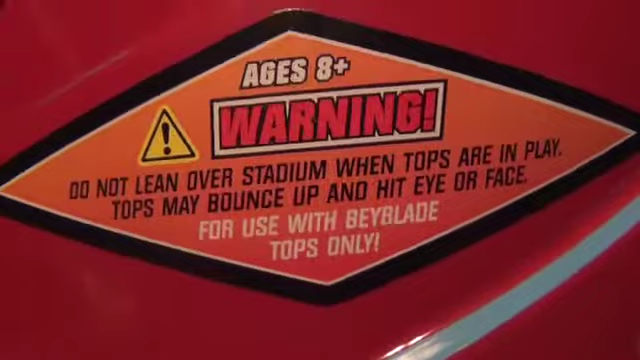 AGES 8+
WARNING!
DO NOT LEAN OVER STADIUM WHEN TOPS ARE IN PLAY.
TOPS MAY BOUNCE UP AND HIT EYE OR FACE.
FOR USE WITH BEYBLADE
TOPS ONLY!